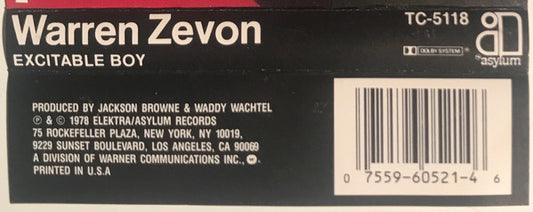 Warren Zevon
EXCITABLE BOY
TC-5118
DOLBY SYSTEM
asylum
PRODUCED BY JACKSON BROWNE & WADDY WACHTEL
℗ & © 1978 ELEKTRA/ASYLUM RECORDS
75 ROCKEFELLER PLAZA, NEW YORK, NY 10019,
9229 SUNSET BOULEVARD, LOS ANGELES, CA 90069
A DIVISION OF WARNER COMMUNICATIONS INC.,
PRINTED IN U.S.A
0 7559-60521-4 6